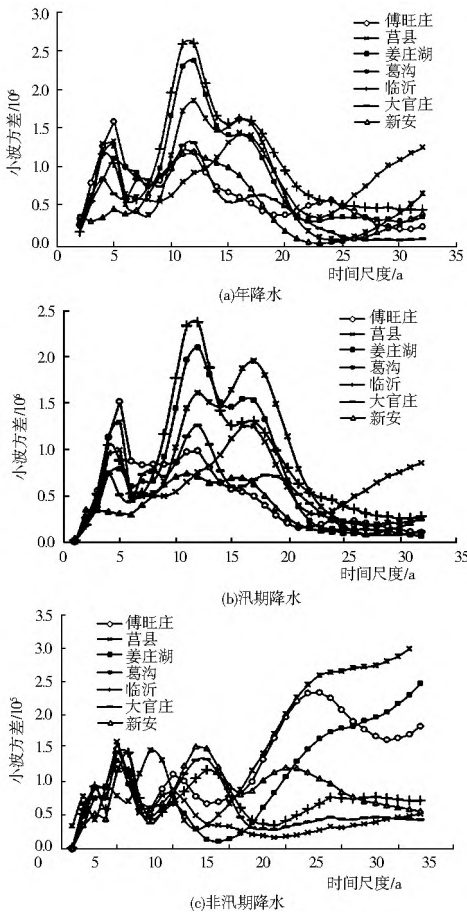 3.0
2.5
2.0
1.5
1.0
0.5
0.0
小波方差/10⁶
傅旺庄
莒县
姜庄湖
葛沟
临沂
大官庄
新安
0 5 10 15 20 25 30 35
时间尺度/a
(a)年降水
2.5
2.0
1.5
1.0
0.5
0.0
小波方差/10⁶
傅旺庄
莒县
姜庄湖
葛沟
临沂
大官庄
新安
0 5 10 15 20 25 30 35
时间尺度/a
(b)汛期降水
3.5
3.0
2.5
2.0
1.5
1.0
0.5
0
小波方差/10⁵
傅旺庄
莒县
姜庄湖
葛沟
临沂
大官庄
新安
0 5 10 15 20 25 30 35
时间尺度/a
(c)非汛期降水